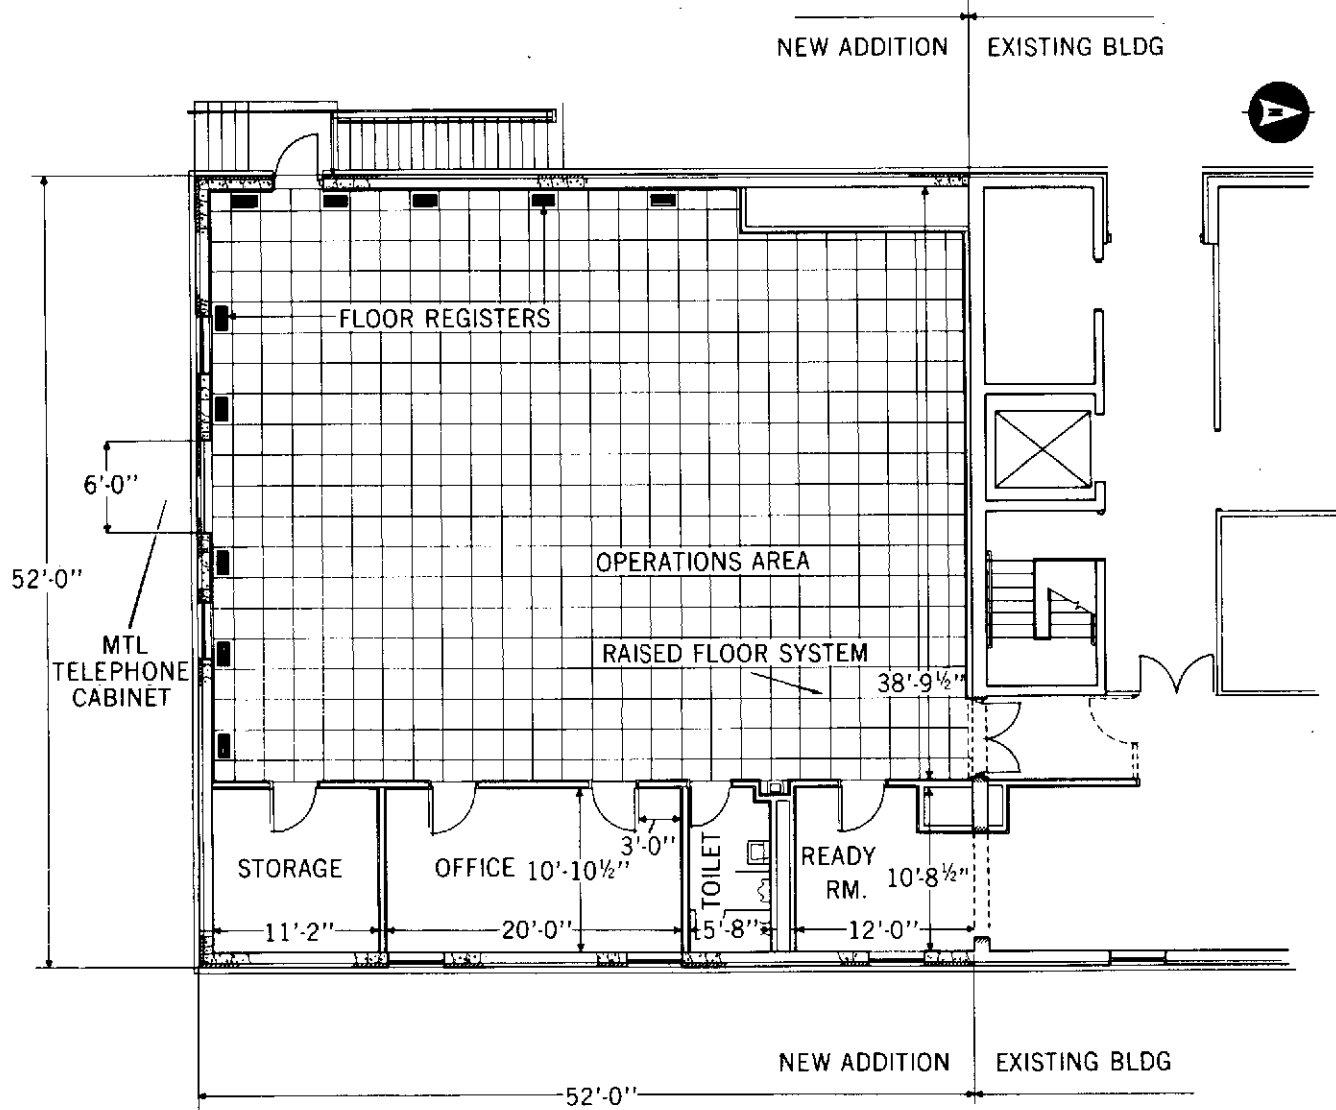 NEW ADDITION
EXISTING BLDG
FLOOR REGISTERS
6'-0"
52'-0"
OPERATIONS AREA
MTL
TELEPHONE
CABINET
RAISED FLOOR SYSTEM
38'-9½"
3'-0"
STORAGE
OFFICE
10'-10½"
TOILET
READY
RM.
10'-8½"
11'-2"
20'-0"
5'-8"
12'-0"
NEW ADDITION
EXISTING BLDG
52'-0"